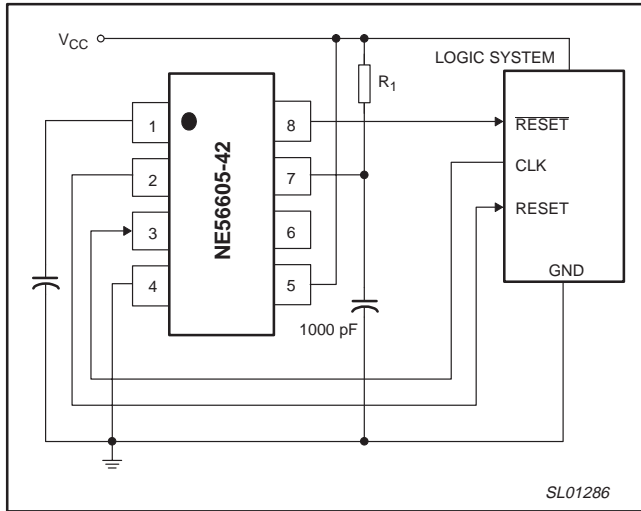 VCC
LOGIC SYSTEM
R1
1
8
RESET
2
7
CLK
NE56605-42
3
6
RESET
4
5
GND
1000 pF
SL01286